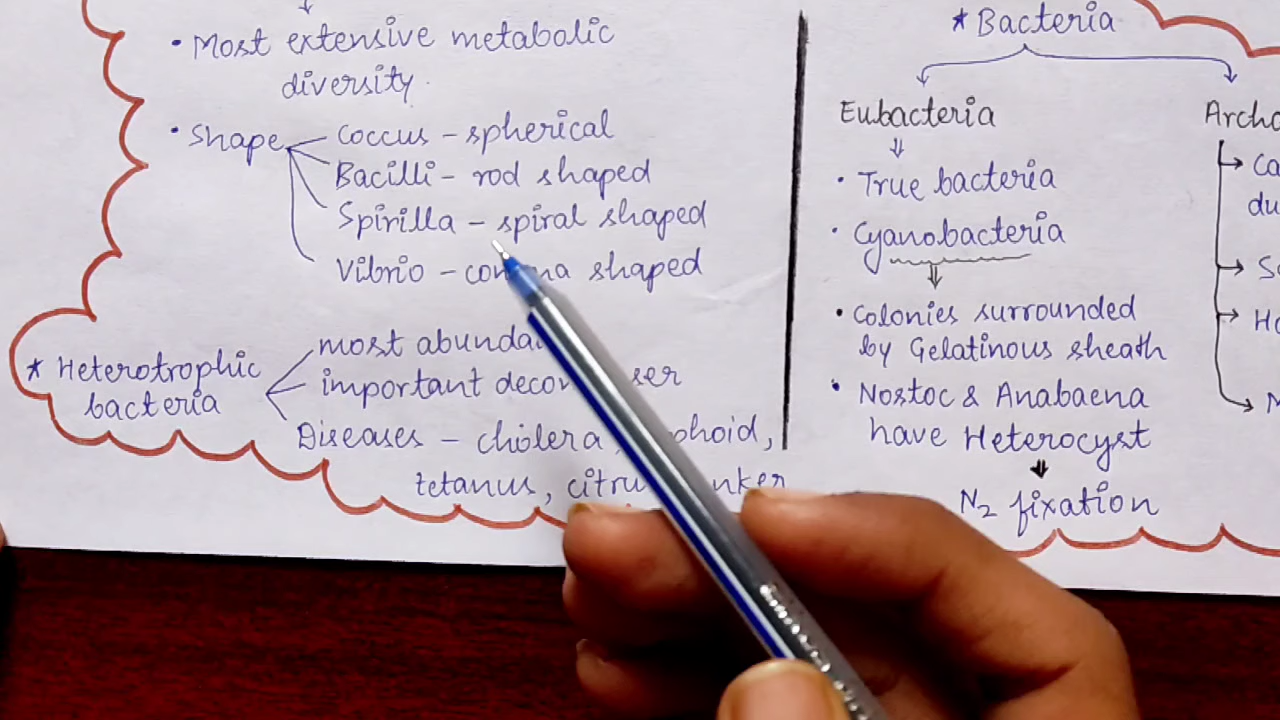 • Most extensive metabolic
diversity.
• Shape
Coccus - spherical
Bacilli - rod shaped
Spirilla - spiral shaped
Vibrio - shaped
* Heterotrophic
bacteria
most
important
Diseases - cholera,
tetanus,
* Bacteria
Eubacteria
• True bacteria
• Cyanobacteria
• Colonies surrounded
by Gelatinous sheath
• Nostoc & Anabaena
have Heterocyst
N₂ fixation